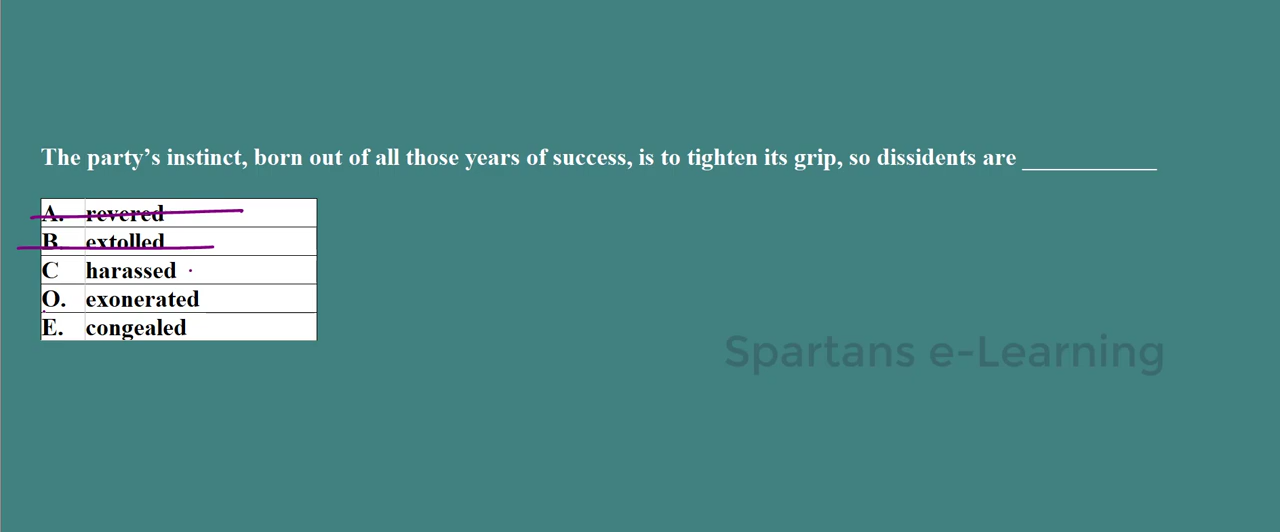 The party’s instinct, born out of all those years of success, is to tighten its grip, so dissidents are ____________
A. revered
B. extolled
C harassed
O. exonerated
E. congealed
Spartans e-Learning